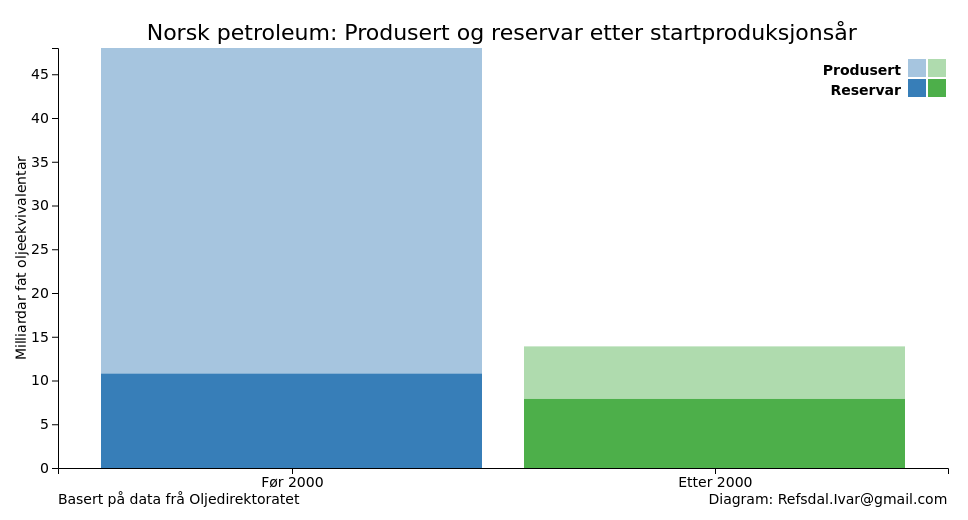 Norsk petroleum: Produsert og reservar etter startproduksjonsår
Produsert
Reservar
Milliardar fat oljeekvivalentar
45
40
35
30
25
20
15
10
5
0
Før 2000
Etter 2000
Basert på data frå Oljedirektoratet
Diagram: Refsdal.Ivar@gmail.com